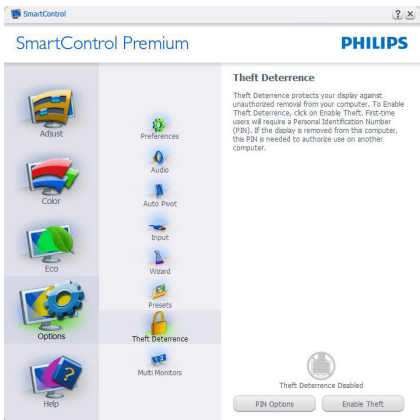 SmartControl
? X
SmartControl Premium
PHILIPS
Adjust
Color
Eco
Options
Help
Preferences
Audio
Auto Pivot
Input
Wizard
Presets
Theft Deterrence
Multi Monitors
Theft Deterrence
Theft Deterrence protects your display against
unauthorized removal from your computer. To Enable
Theft Deterrence, click on Enable Theft. First-time
users will require a Personal Identification Number
(PIN). If the display is removed from this computer,
this PIN is needed to authorize use on another
computer.
Theft Deterrence Disabled
PIN Options
Enable Theft